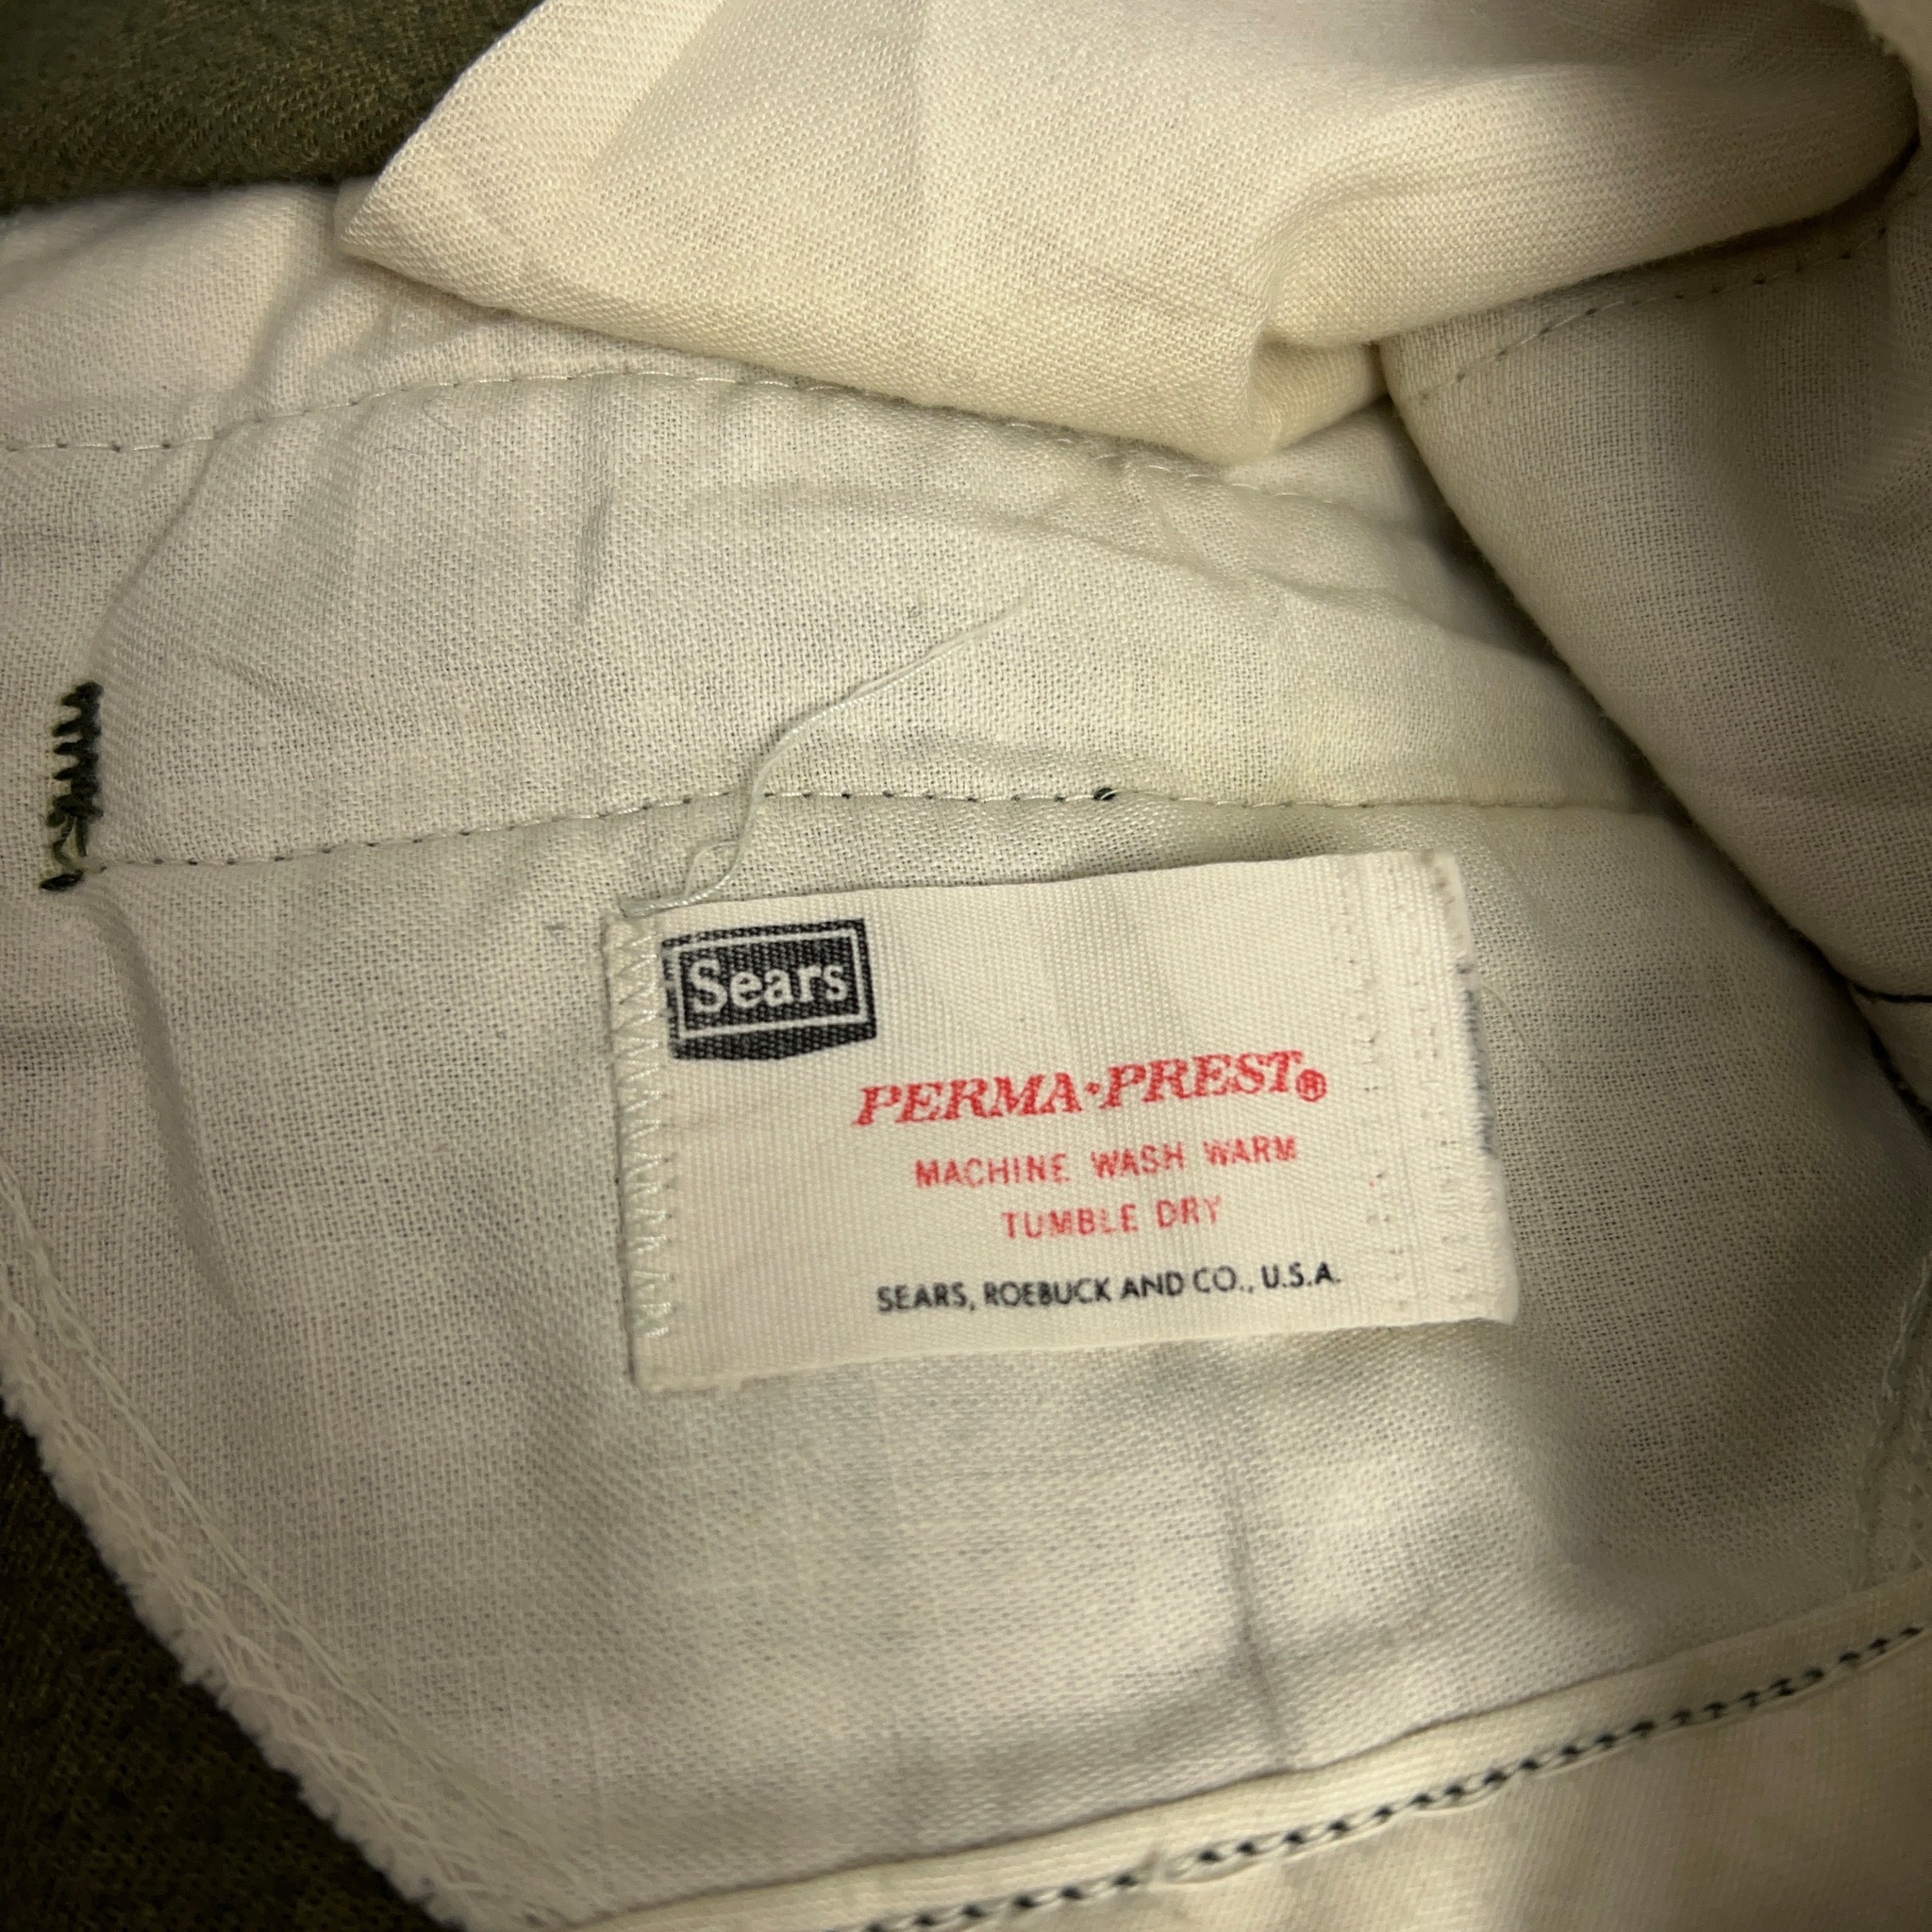 Sears
PERMA•PREST®
MACHINE WASH WARM
TUMBLE DRY
SEARS, ROEBUCK AND CO., U.S.A.